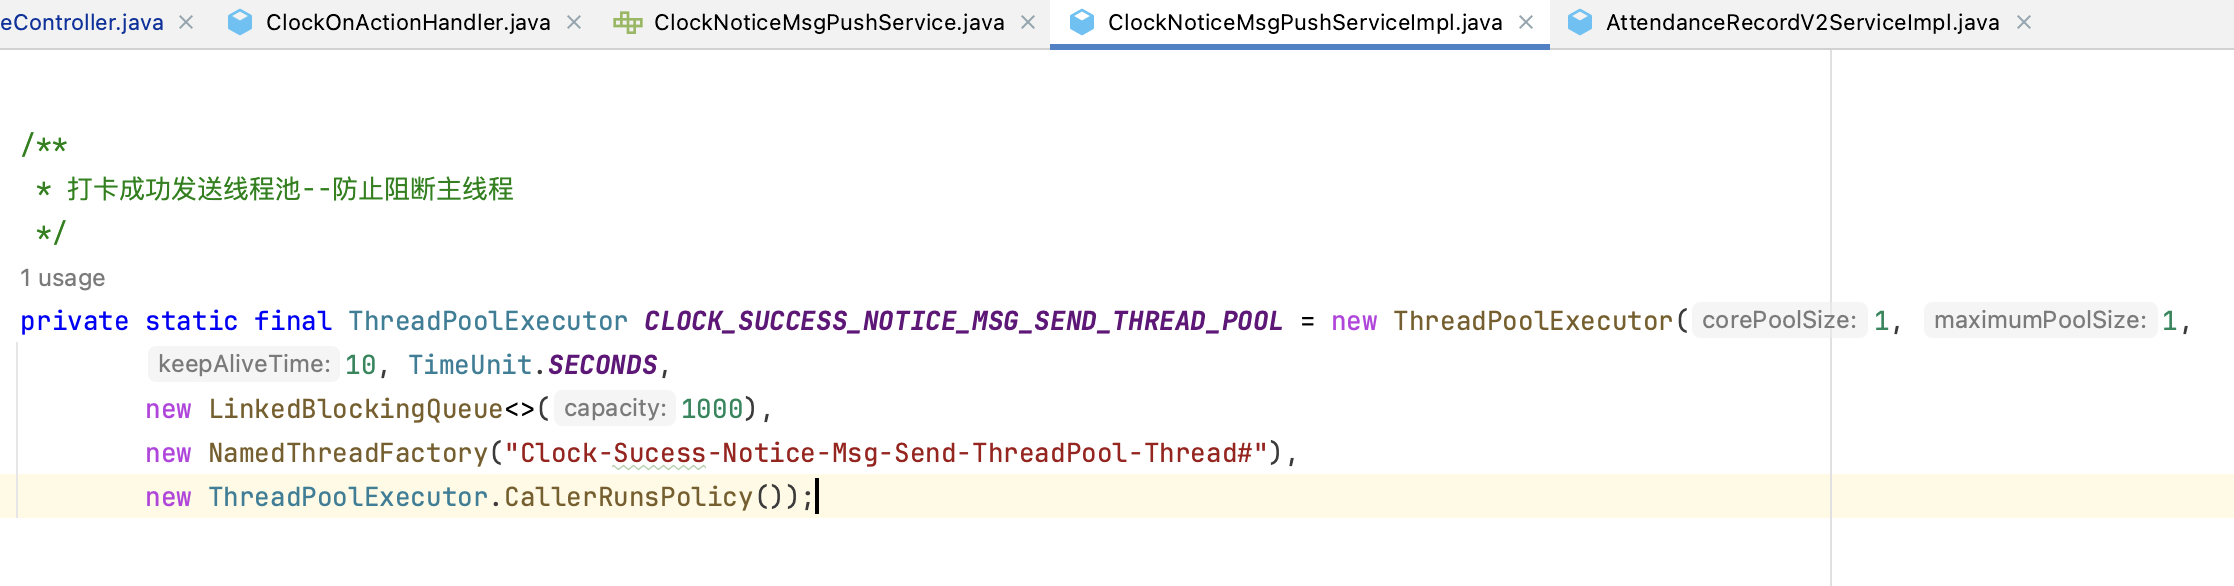 eController.java ClockOnActionHandler.java ClockNoticeMsgPushService.java ClockNoticeMsgPushServiceImpl.java AttendanceRecordV2ServiceImpl.java
/**
* 打卡成功发送线程池--防止阻断主线程
*/
1 usage
private static final ThreadPoolExecutor CLOCK_SUCCESS_NOTICE_MSG_SEND_THREAD_POOL = new ThreadPoolExecutor( corePoolSize: 1, maximumPoolSize: 1,
keepAliveTime: 10, TimeUnit.SECONDS,
new LinkedBlockingQueue<>( capacity: 1000),
new NamedThreadFactory("Clock-Sucess-Notice-Msg-Send-ThreadPool-Thread#"),
new ThreadPoolExecutor.CallerRunsPolicy());